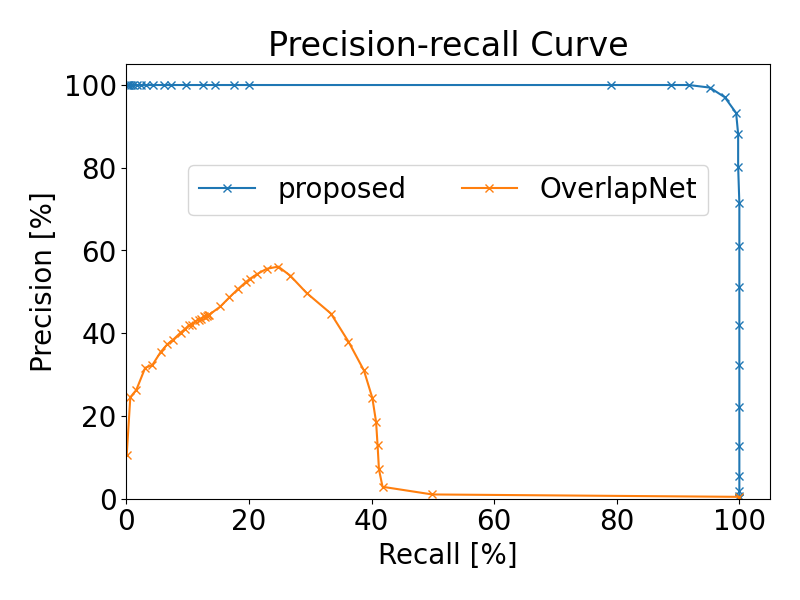 Precision-recall Curve
100
80
60
40
20
0
Precision [%]
proposed
OverlapNet
0 20 40 60 80 100
Recall [%]